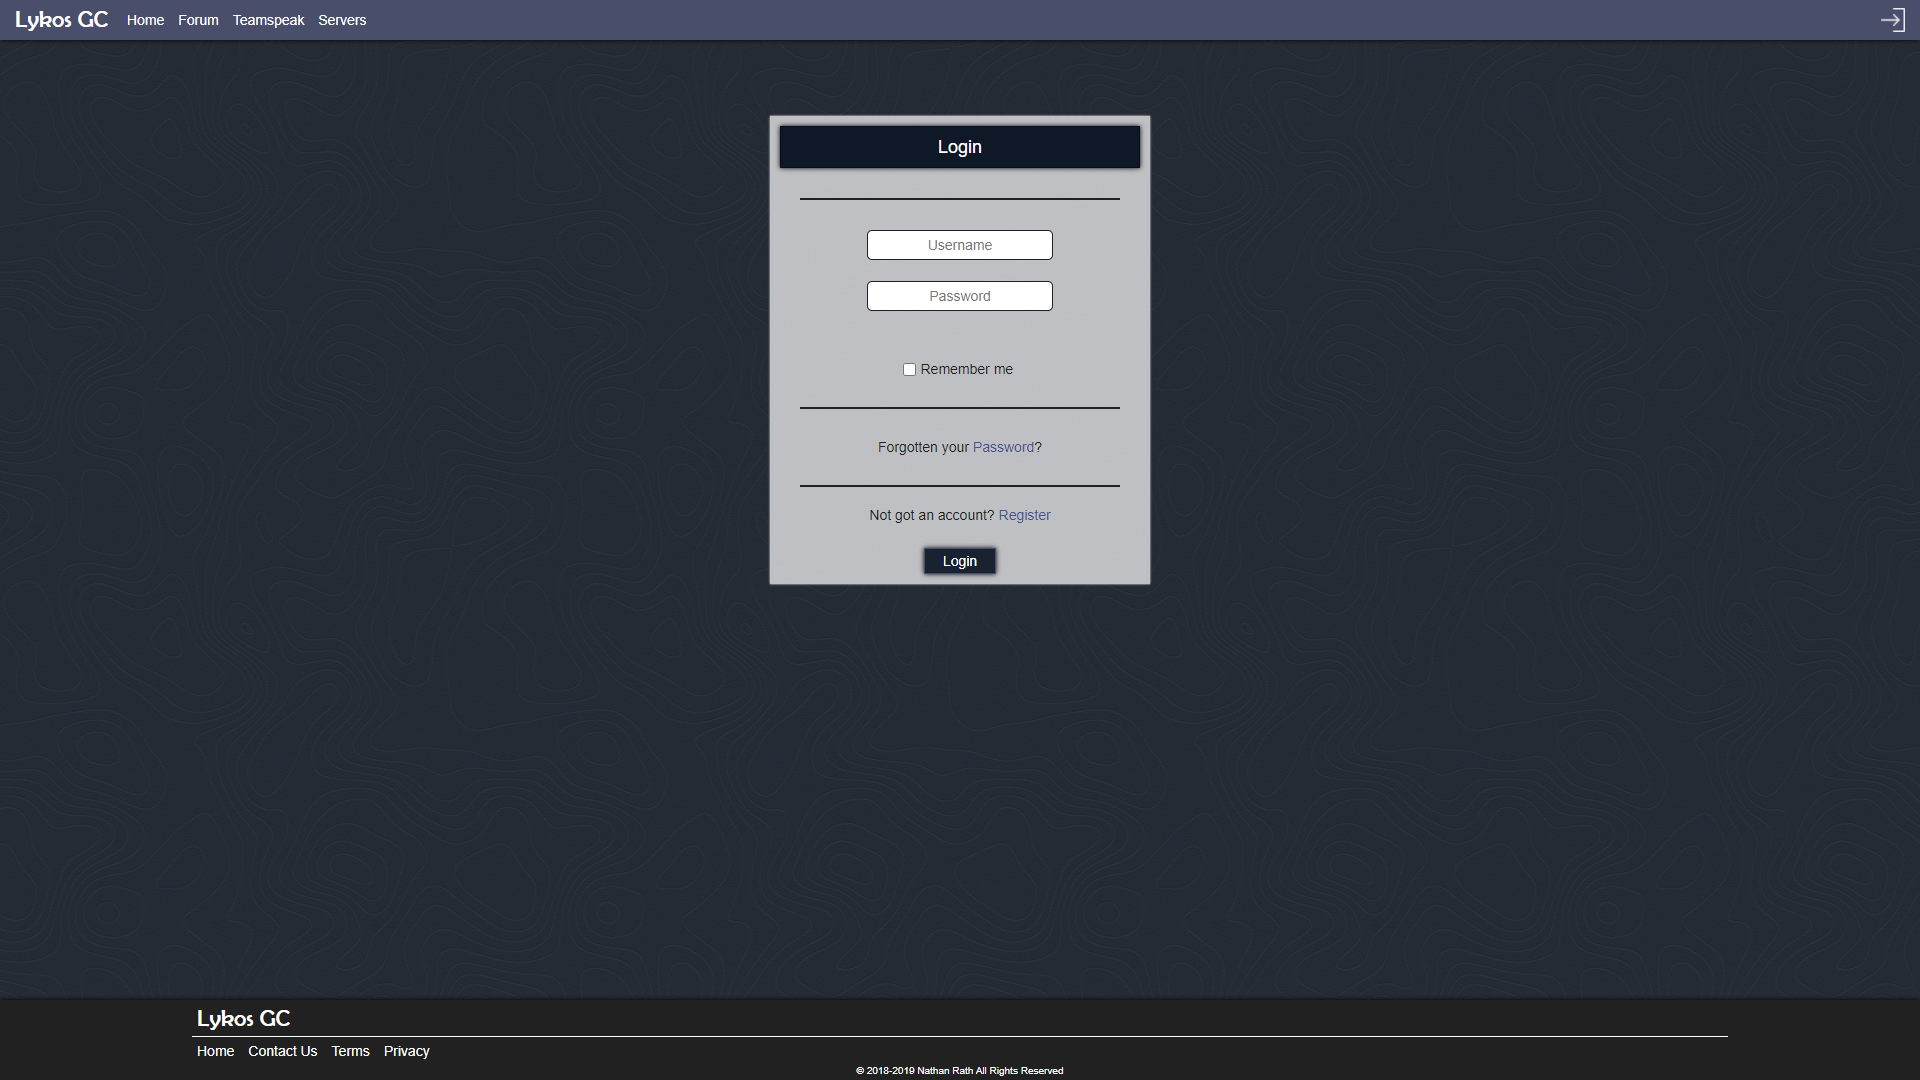 Lykos GC Home Forum Teamspeak Servers
Login
Username
Password
Remember me
Forgotten your Password?
Not got an account? Register
Login
Lykos GC
Home Contact Us Terms Privacy
© 2018-2019 Nathan Rath All Rights Reserved